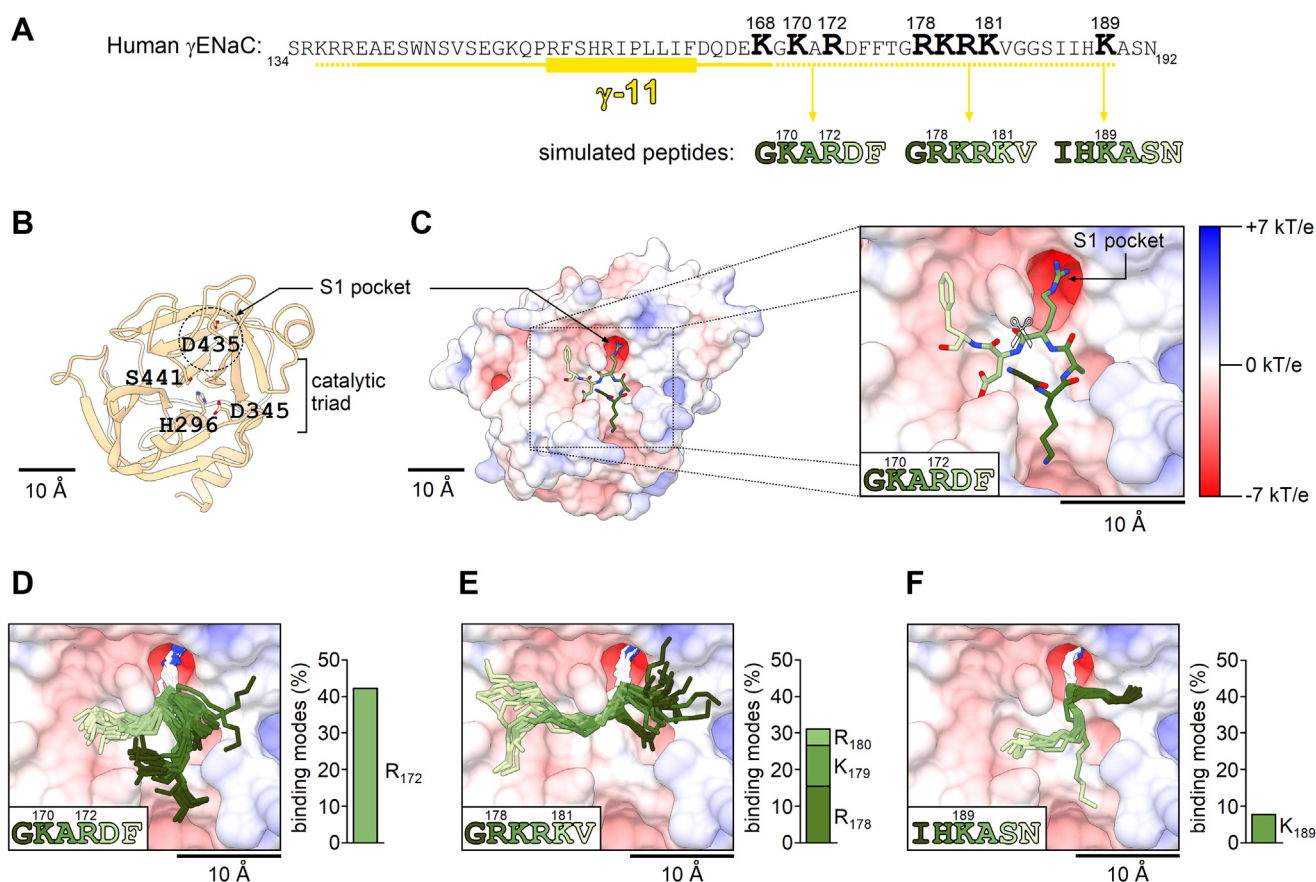 A
168 170 172 178 181 189
Human γENaC: SRKRREAESWNSVSEGKQPRFSHRIPLLIFDQDEKGKARDFFTGRKRKVGGSIIHKASN
134 192
γ-11
170 172 178 181 189
simulated peptides: GKARDF GRKRKV IHKASN
B
S1 pocket
D435
S441
D345
H296
catalytic
triad
10 Å
C
10 Å
S1 pocket
170 172
GKARDF
10 Å
+7 kT/e
0 kT/e
-7 kT/e
D
170 172
GKARDF
10 Å
binding modes (%)
50
40
30
20
10
0
R172
E
178 181
GRKRKV
10 Å
binding modes (%)
50
40
30
20
10
0
R180
K179
R178
F
189
IHKASN
10 Å
binding modes (%)
50
40
30
20
10
0
K189